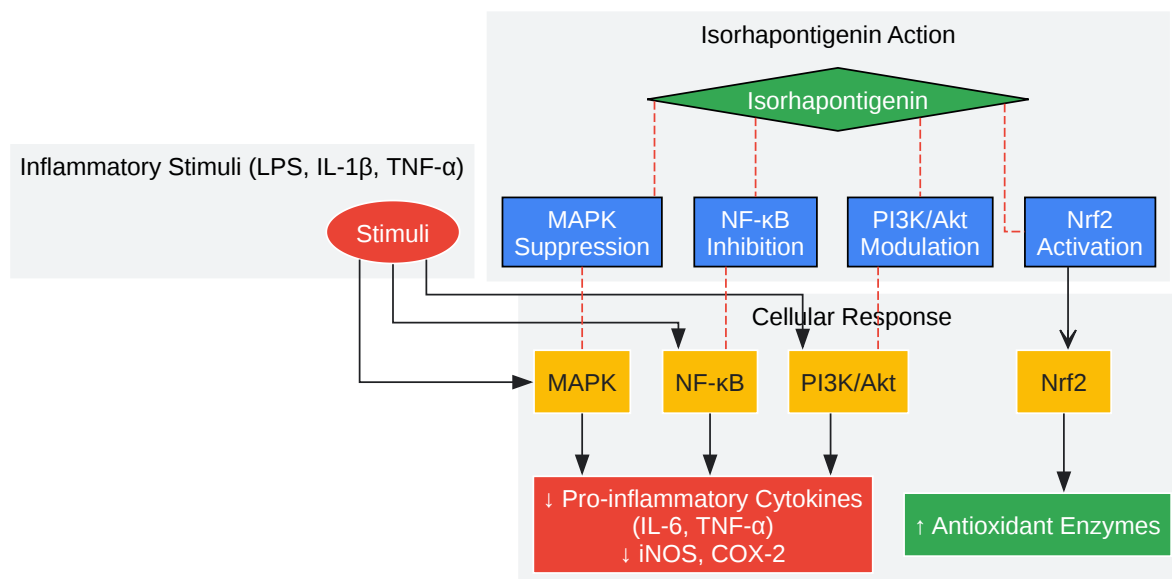 Isorhapontigenin Action
Isorhapontigenin
Inflammatory Stimuli (LPS, IL-1β, TNF-α)
Stimuli
MAPK
Suppression
NF-κB
Inhibition
PI3K/Akt
Modulation
Nrf2
Activation
Cellular Response
MAPK
NF-κB
PI3K/Akt
Nrf2
↓ Pro-inflammatory Cytokines
(IL-6, TNF-α)
↓ iNOS, COX-2
↑ Antioxidant Enzymes